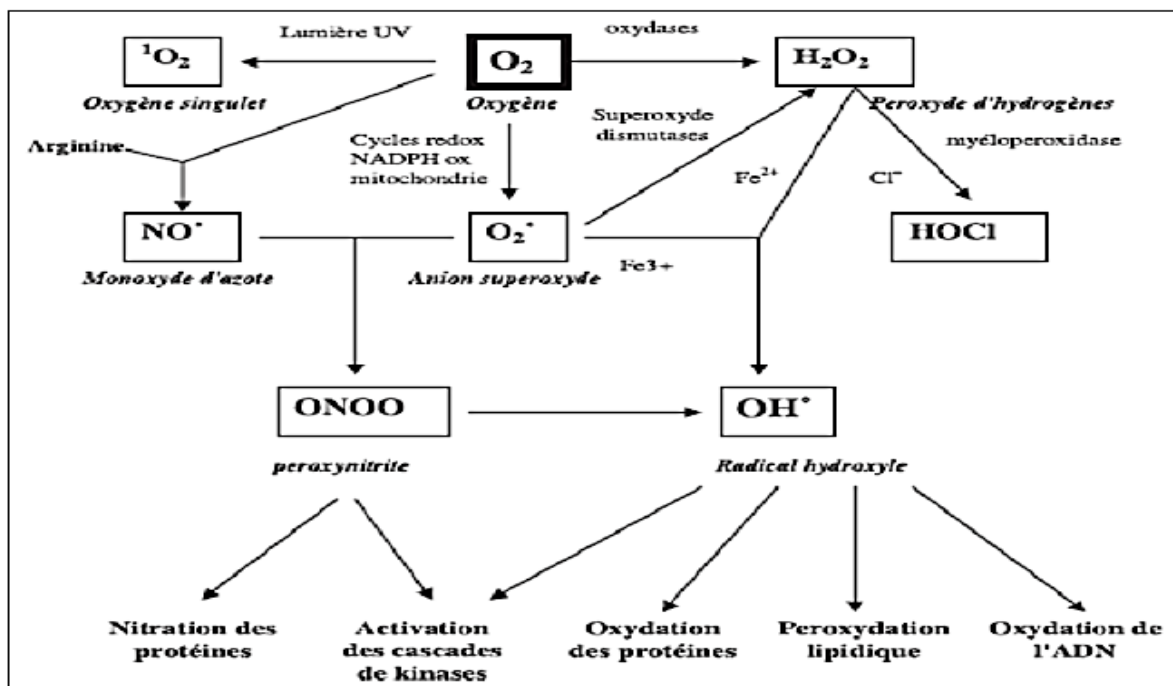 Lumière UV
oxydases
¹O₂
O₂
H₂O₂
Oxygène singulet
Oxygène
Peroxyde d'hydrogènes
Arginine
Cycles redox
NADPH ox
mitochondrie
Superoxyde
dismutases
myéloperoxidase
Fe²⁺
Cl⁻
NO•
O₂•
HOCl
Monoxyde d'azote
Anion superoxyde
Fe3+
ONOO
OH•
peroxynitrite
Radical hydroxyle
Nitration des
protéines
Activation
des cascades
de kinases
Oxydation
des protéines
Peroxydation
lipidique
Oxydation de
l'ADN